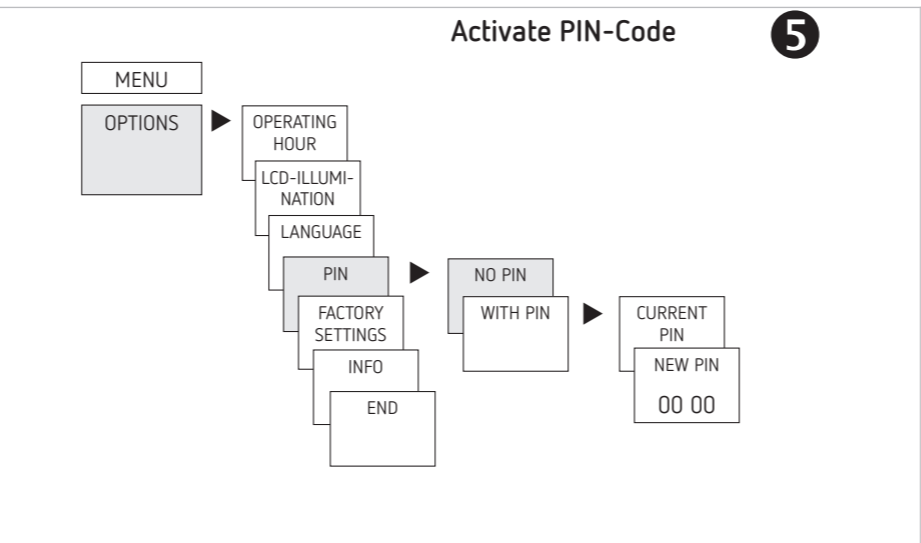 Activate PIN-Code
5
MENU
OPTIONS
OPERATING
HOUR
LCD-ILLUMI-
NATION
LANGUAGE
PIN
FACTORY
SETTINGS
INFO
END
NO PIN
WITH PIN
CURRENT
PIN
NEW PIN
00 00